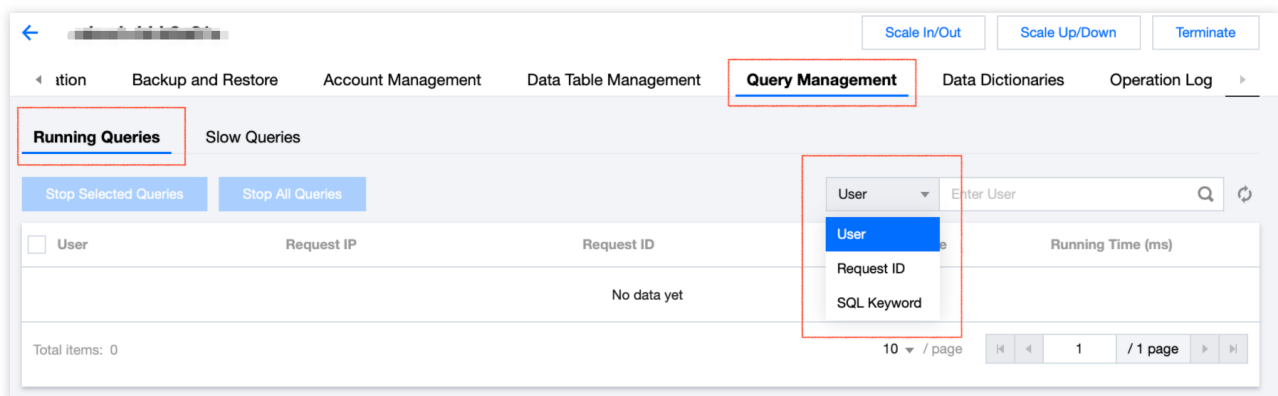 Scale In/Out Scale Up/Down Terminate
Backup and Restore Account Management Data Table Management Query Management Data Dictionaries Operation Log
Running Queries Slow Queries
Stop Selected Queries Stop All Queries User Enter User
User Request IP Request ID Running Time (ms)
User
Request ID
SQL Keyword
No data yet
Total items: 0 10 / page 1 / 1 page